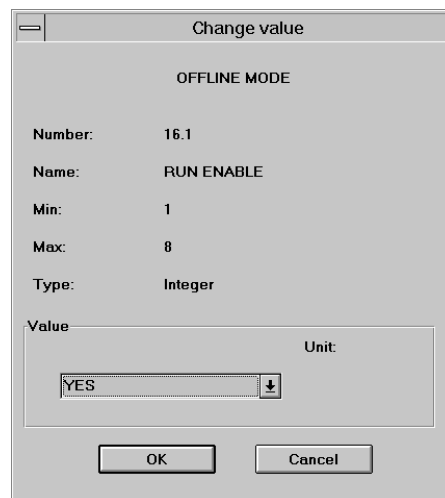 Change value
OFFLINE MODE
Number: 16.1
Name: RUN ENABLE
Min: 1
Max: 8
Type: Integer
Value
Unit:
YES
OK Cancel